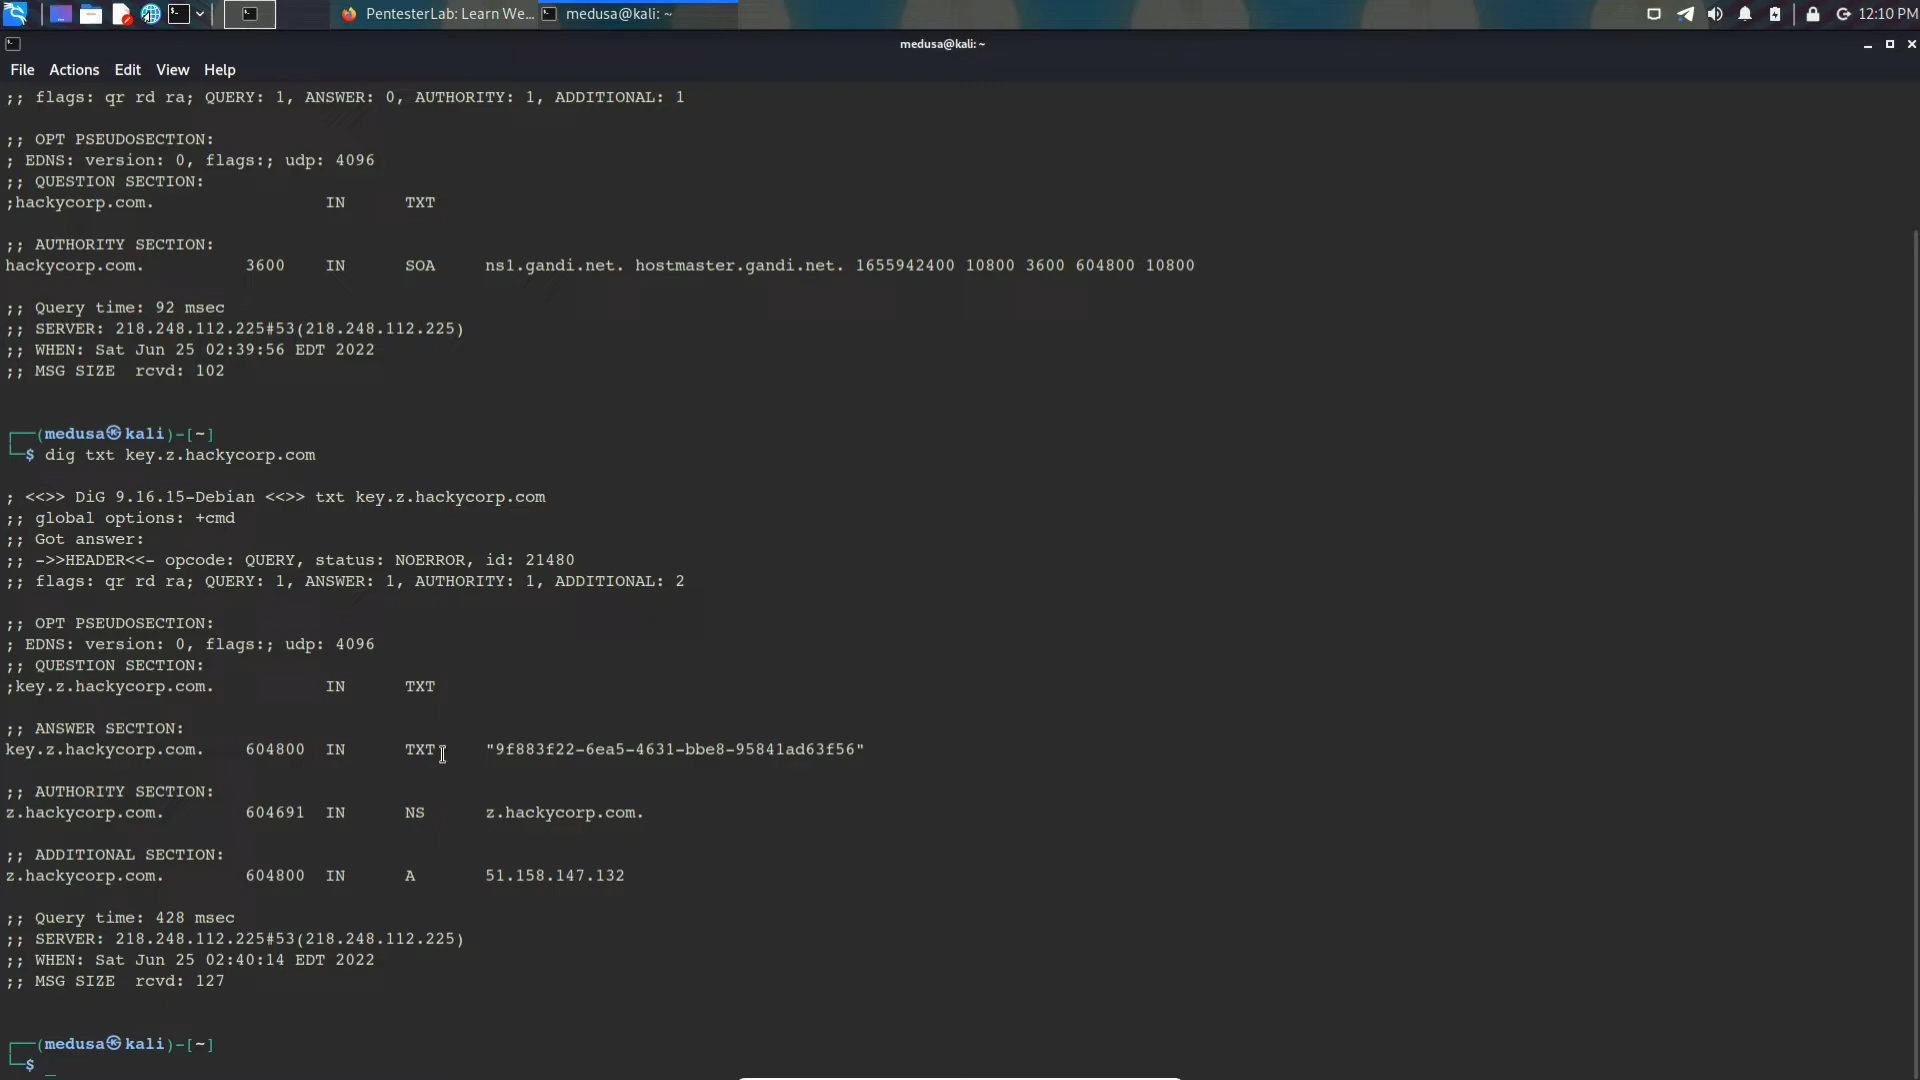 PentesterLab: Learn We...
medusa@kali: ~
12:10 PM
medusa@kali: ~
File Actions Edit View Help
;; flags: qr rd ra; QUERY: 1, ANSWER: 0, AUTHORITY: 1, ADDITIONAL: 1
;; OPT PSEUDOSECTION:
; EDNS: version: 0, flags:; udp: 4096
;; QUESTION SECTION:
;hackycorp.com. IN TXT
;; AUTHORITY SECTION:
hackycorp.com. 3600 IN SOA ns1.gandi.net. hostmaster.gandi.net. 1655942400 10800 3600 604800 10800
;; Query time: 92 msec
;; SERVER: 218.248.112.225#53(218.248.112.225)
;; WHEN: Sat Jun 25 02:39:56 EDT 2022
;; MSG SIZE rcvd: 102
┌──(medusa㉿kali)-[~]
└─$ dig txt key.z.hackycorp.com
; <<>> DiG 9.16.15-Debian <<>> txt key.z.hackycorp.com
;; global options: +cmd
;; Got answer:
;; ->>HEADER<<- opcode: QUERY, status: NOERROR, id: 21480
;; flags: qr rd ra; QUERY: 1, ANSWER: 1, AUTHORITY: 1, ADDITIONAL: 2
;; OPT PSEUDOSECTION:
; EDNS: version: 0, flags:; udp: 4096
;; QUESTION SECTION:
;key.z.hackycorp.com. IN TXT
;; ANSWER SECTION:
key.z.hackycorp.com. 604800 IN TXT "9f883f22-6ea5-4631-bbe8-95841ad63f56"
;; AUTHORITY SECTION:
z.hackycorp.com. 604691 IN NS z.hackycorp.com.
;; ADDITIONAL SECTION:
z.hackycorp.com. 604800 IN A 51.158.147.132
;; Query time: 428 msec
;; SERVER: 218.248.112.225#53(218.248.112.225)
;; WHEN: Sat Jun 25 02:40:14 EDT 2022
;; MSG SIZE rcvd: 127
┌──(medusa㉿kali)-[~]
└─$ _